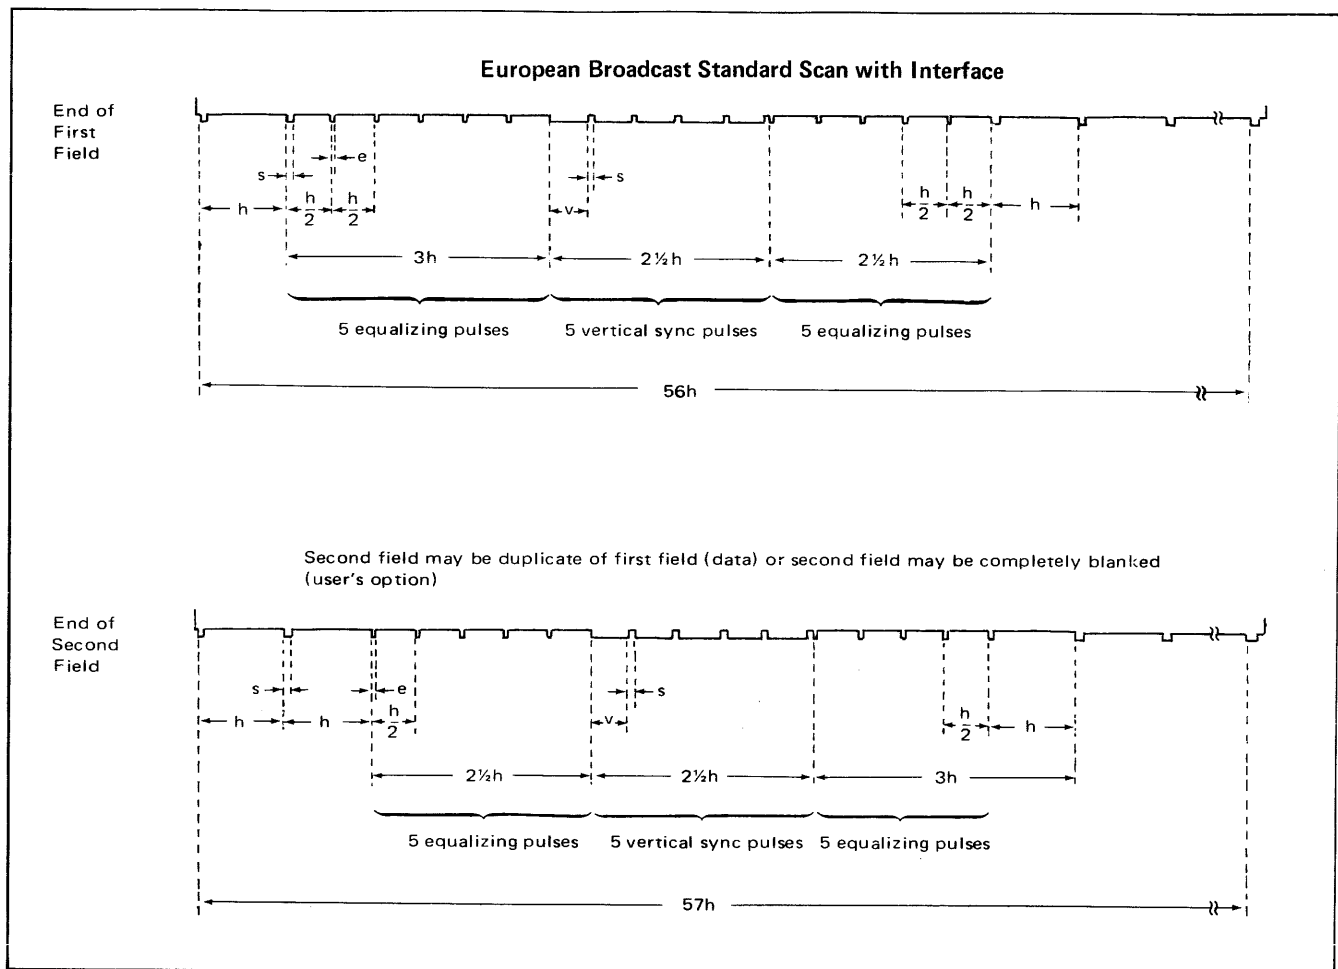 European Broadcast Standard Scan with Interface
End of
First
Field
s e
s
h h/2 h/2 v h/2 h/2 h
3h 2½h 2½h
5 equalizing pulses 5 vertical sync pulses 5 equalizing pulses
56h
Second field may be duplicate of first field (data) or second field may be completely blanked
(user's option)
End of
Second
Field
s e s
h h h/2 v h/2 h
2½h 2½h 3h
5 equalizing pulses 5 vertical sync pulses 5 equalizing pulses
57h